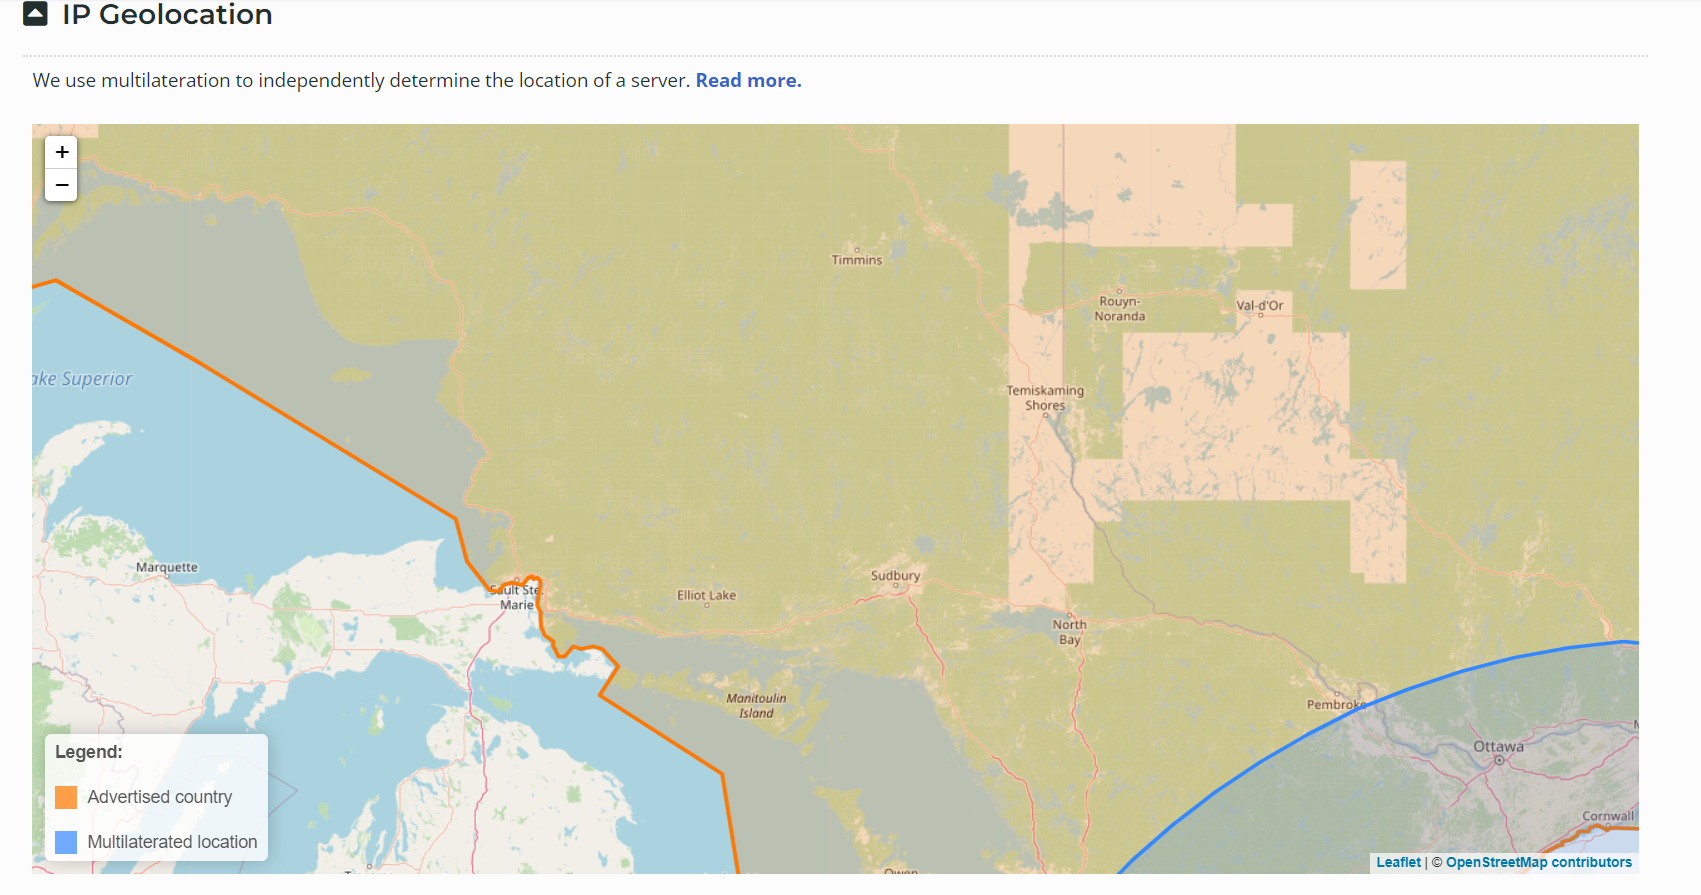 IP Geolocation
We use multilateration to independently determine the location of a server. Read more.
+
−
Timmins
Rouyn-
Noranda
Val-d'Or
ake Superior
Temiskaming
Shores
Marquette
Sault Ste.
Marie
Elliot Lake
Sudbury
North
Bay
Manitoulin
Island
Pembroke
Ottawa
Cornwall
Legend:
Advertised country
Multilaterated location
Leaflet | © OpenStreetMap contributors